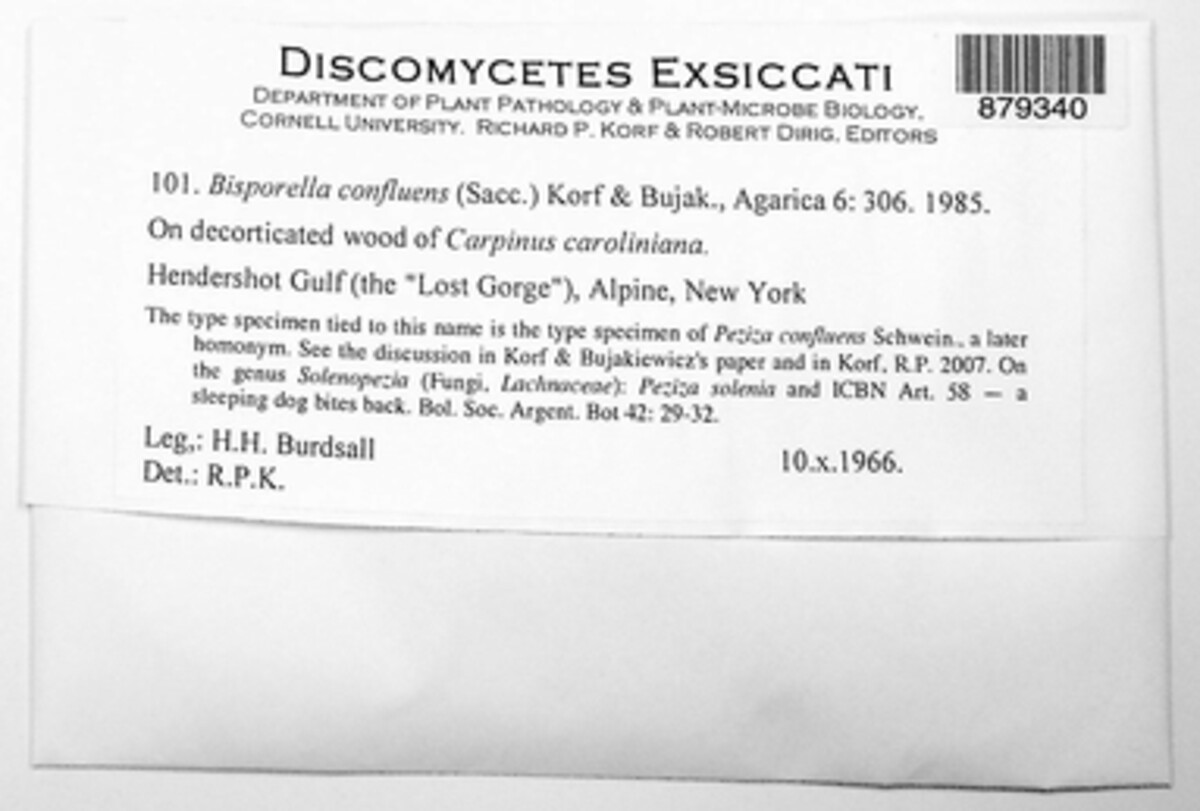 DISCOMYCETES EXSICCATI
DEPARTMENT OF PLANT PATHOLOGY & PLANT-MICROBE BIOLOGY,
CORNELL UNIVERSITY. RICHARD P. KORF & ROBERT DIRIG, EDITORS
879340
101. Bisporella confluens (Sacc.) Korf & Bujak., Agarica 6: 306. 1985.
On decorticated wood of Carpinus caroliniana.
Hendershot Gulf (the "Lost Gorge"), Alpine, New York
The type specimen tied to this name is the type specimen of Peziza confluens Schwein., a later
homonym. See the discussion in Korf & Bujakiewicz's paper and in Korf, R.P. 2007. On
the genus Solenopezia (Fungi, Lachnaceae): Peziza solenia and ICBN Art. 58 — a
sleeping dog bites back. Bol. Soc. Argent. Bot 42: 29-32.
Leg,: H.H. Burdsall
10.x.1966.
Det.: R.P.K.